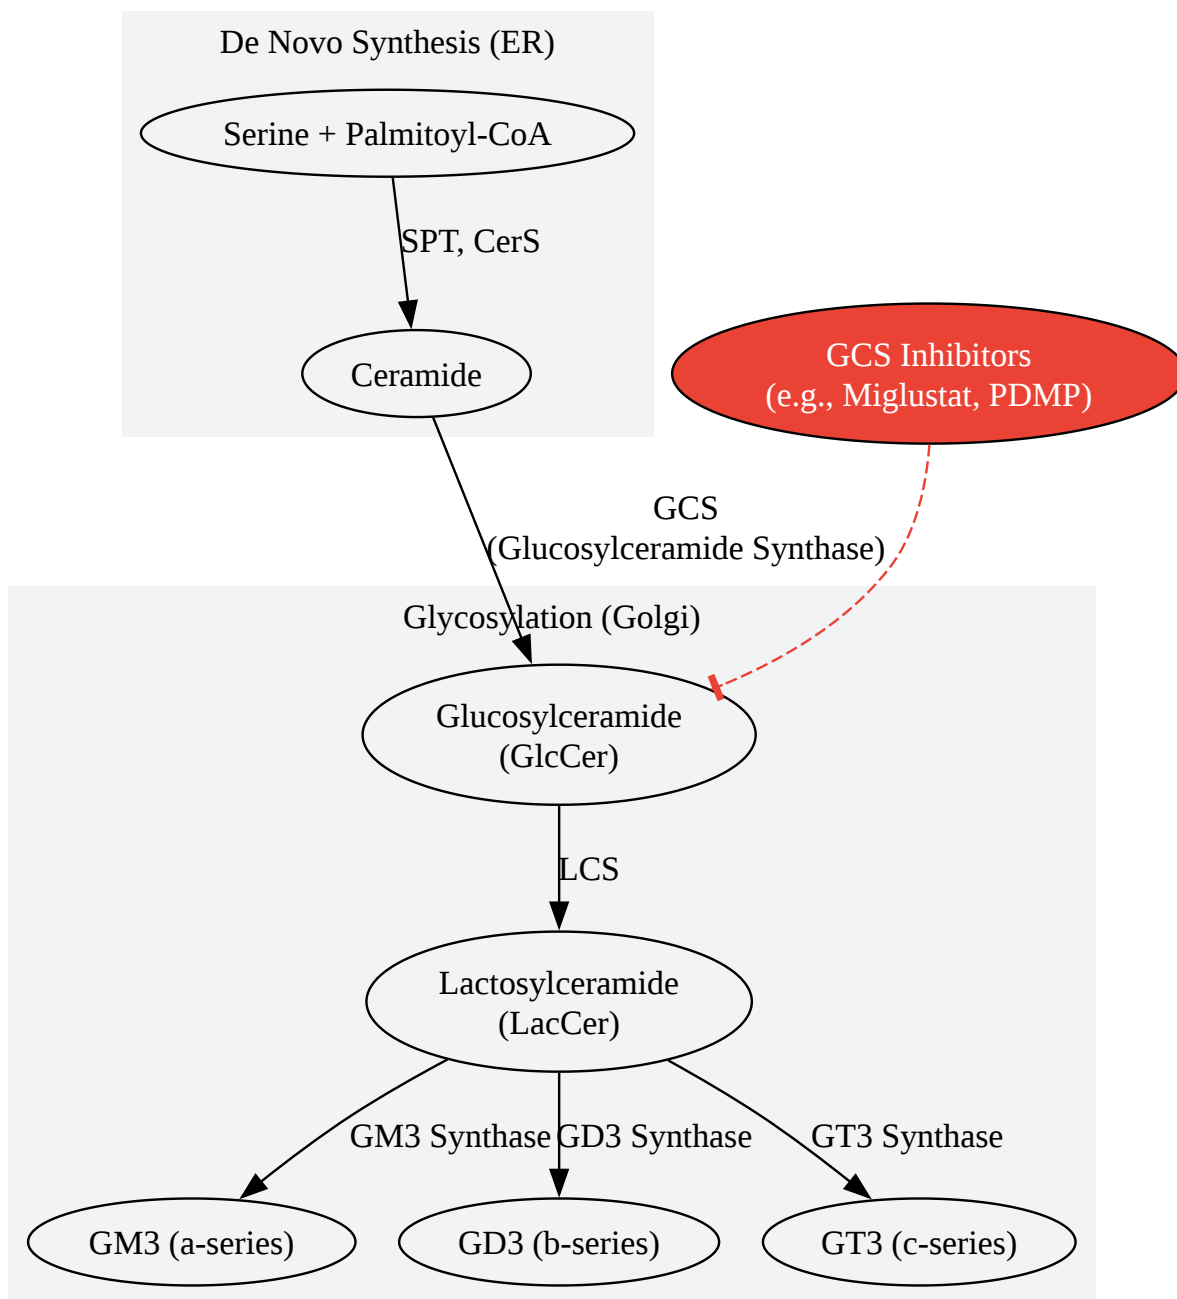 De Novo Synthesis (ER)
Serine + Palmitoyl-CoA
SPT, CerS
Ceramide
GCS Inhibitors
(e.g., Miglustat, PDMP)
GCS
(Glucosylceramide Synthase)
Glycosylation (Golgi)
Glucosylceramide
(GlcCer)
LCS
Lactosylceramide
(LacCer)
GM3 Synthase
GD3 Synthase
GT3 Synthase
GM3 (a-series)
GD3 (b-series)
GT3 (c-series)